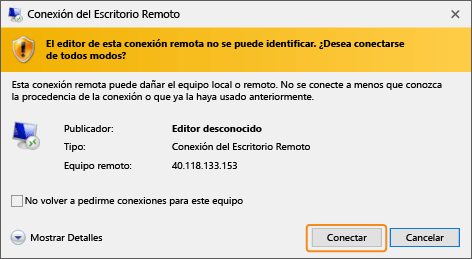 Conexión del Escritorio Remoto
El editor de esta conexión remota no se puede identificar. ¿Desea conectarse
de todos modos?
Esta conexión remota puede dañar el equipo local o remoto. No se conecte a menos que conozca
la procedencia de la conexión o que ya la haya usado anteriormente.
Publicador: Editor desconocido
Tipo: Conexión del Escritorio Remoto
Equipo remoto: 40.118.133.153
No volver a pedirme conexiones para este equipo
Mostrar Detalles Conectar Cancelar